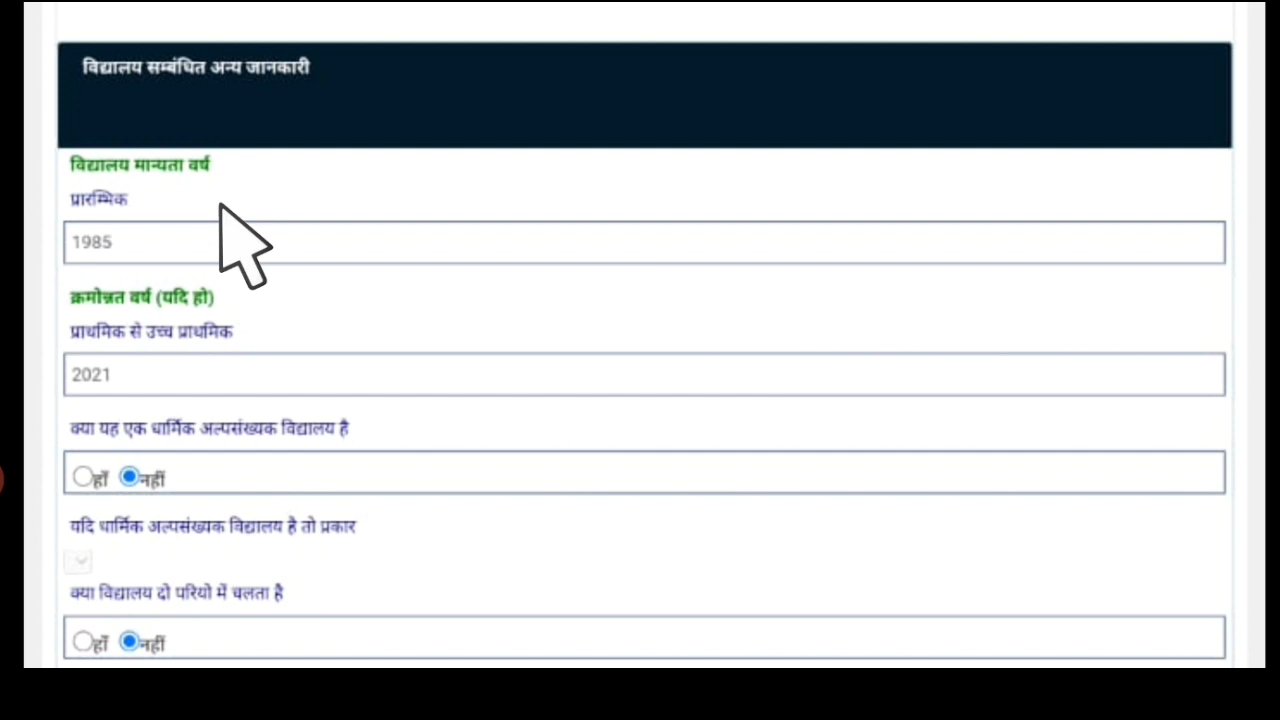 विद्यालय सम्बंधित अन्य जानकारी
विद्यालय मान्यता वर्ष
प्रारम्भिक
1985
क्रमोन्नत वर्ष (यदि हो)
प्राथमिक से उच्च प्राथमिक
2021
क्या यह एक धार्मिक अल्पसंख्यक विद्यालय है
हाँ नहीं
यदि धार्मिक अल्पसंख्यक विद्यालय है तो प्रकार
क्या विद्यालय दो परियो में चलता है
हाँ नहीं